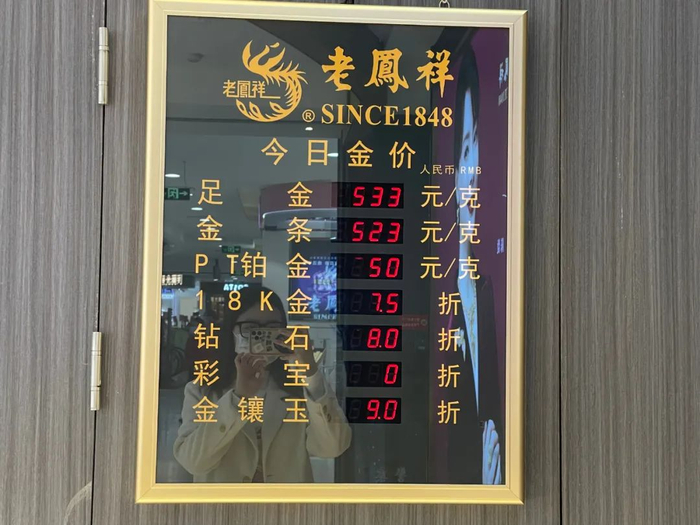 老鳳祥 老鳳祥
® SINCE1848
今日金价
人民币 RMB
足金 533 元/克
金条 523 元/克
PT铂金 50 元/克
18K金 7.5 折
钻石 8.0 折
彩宝 0 折
金镶玉 9.0 折